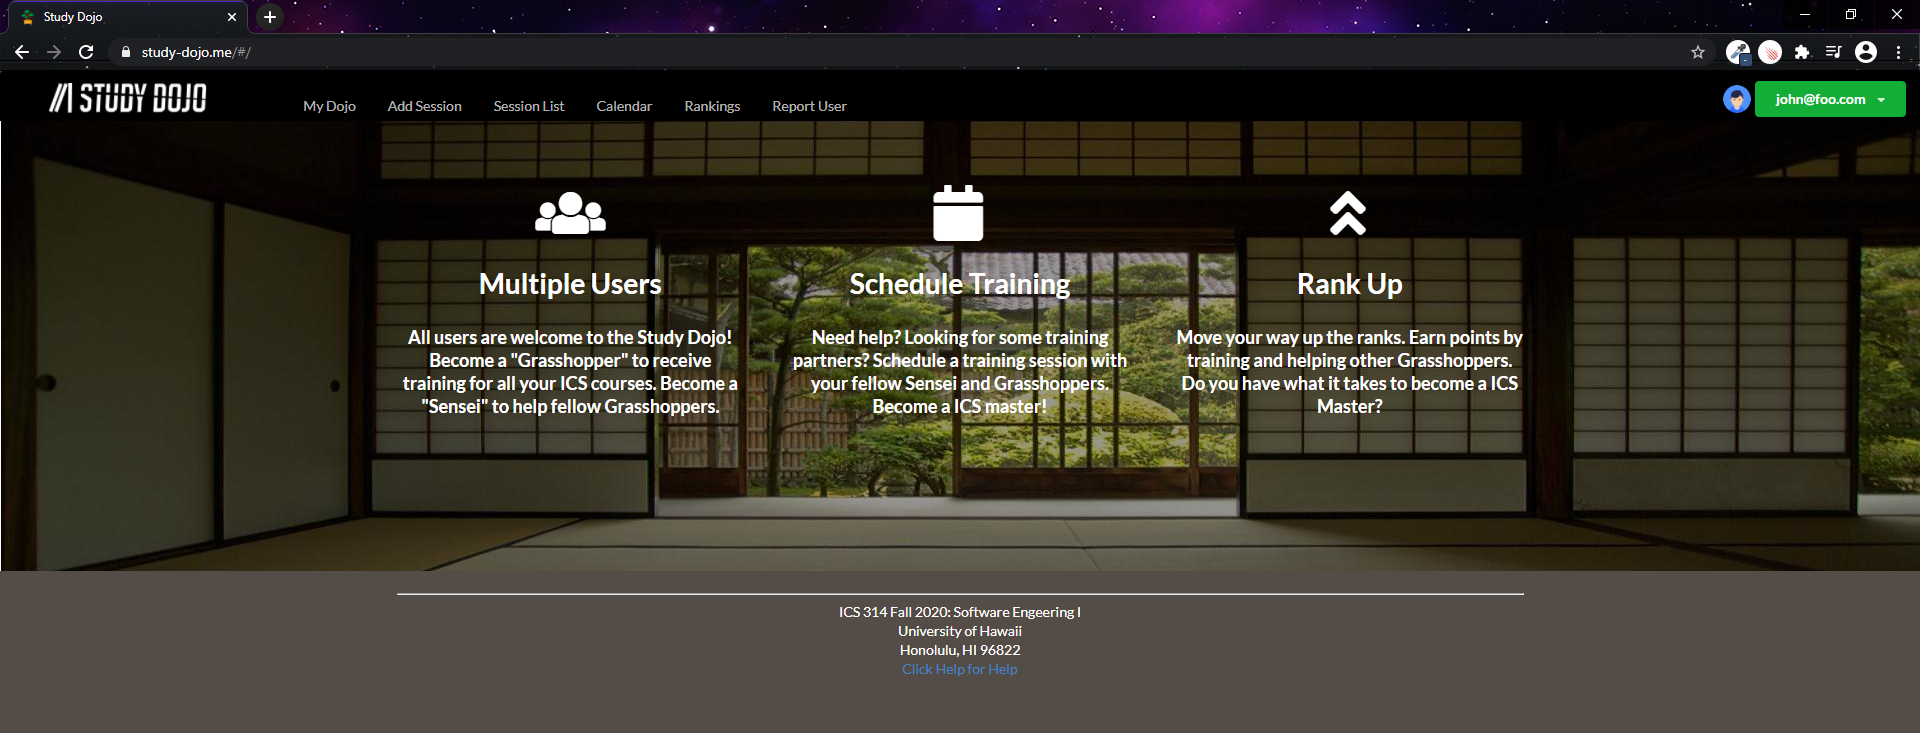 Study Dojo
study-dojo.me/#/
STUDY DOJO
My Dojo Add Session Session List Calendar Rankings Report User
john@foo.com
Multiple Users
All users are welcome to the Study Dojo!
Become a "Grasshopper" to receive
training for all your ICS courses. Become a
"Sensei" to help fellow Grasshoppers.
Schedule Training
Need help? Looking for some training
partners? Schedule a training session with
your fellow Sensei and Grasshoppers.
Become a ICS master!
Rank Up
Move your way up the ranks. Earn points by
training and helping other Grasshoppers.
Do you have what it takes to become a ICS
Master?
ICS 314 Fall 2020: Software Engeering I
University of Hawaii
Honolulu, HI 96822
Click Help for Help